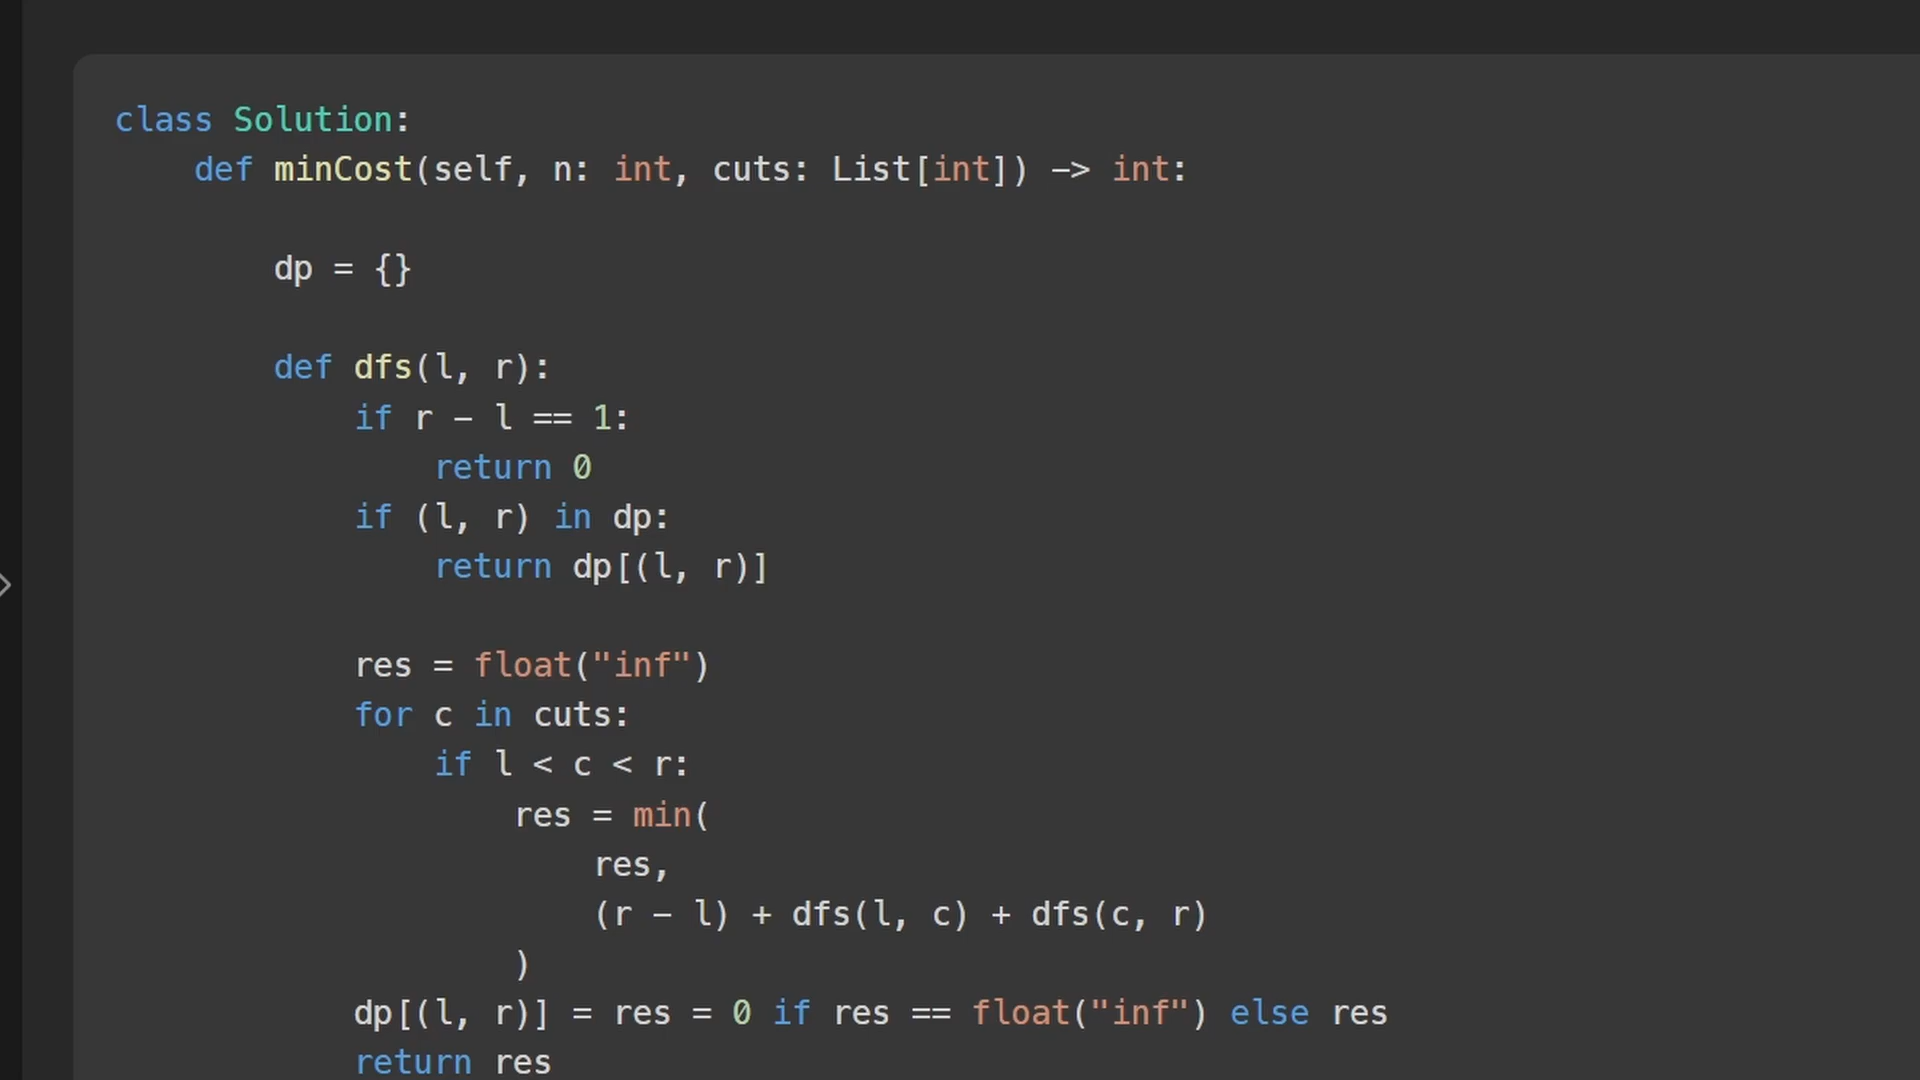 class Solution:
    def minCost(self, n: int, cuts: List[int]) -> int:
        dp = {}
        def dfs(l, r):
            if r - l == 1:
                return 0
            if (l, r) in dp:
                return dp[(l, r)]
            res = float("inf")
            for c in cuts:
                if l < c < r:
                    res = min(
                        res,
                        (r - l) + dfs(l, c) + dfs(c, r)
                    )
            dp[(l, r)] = res = 0 if res == float("inf") else res
            return res